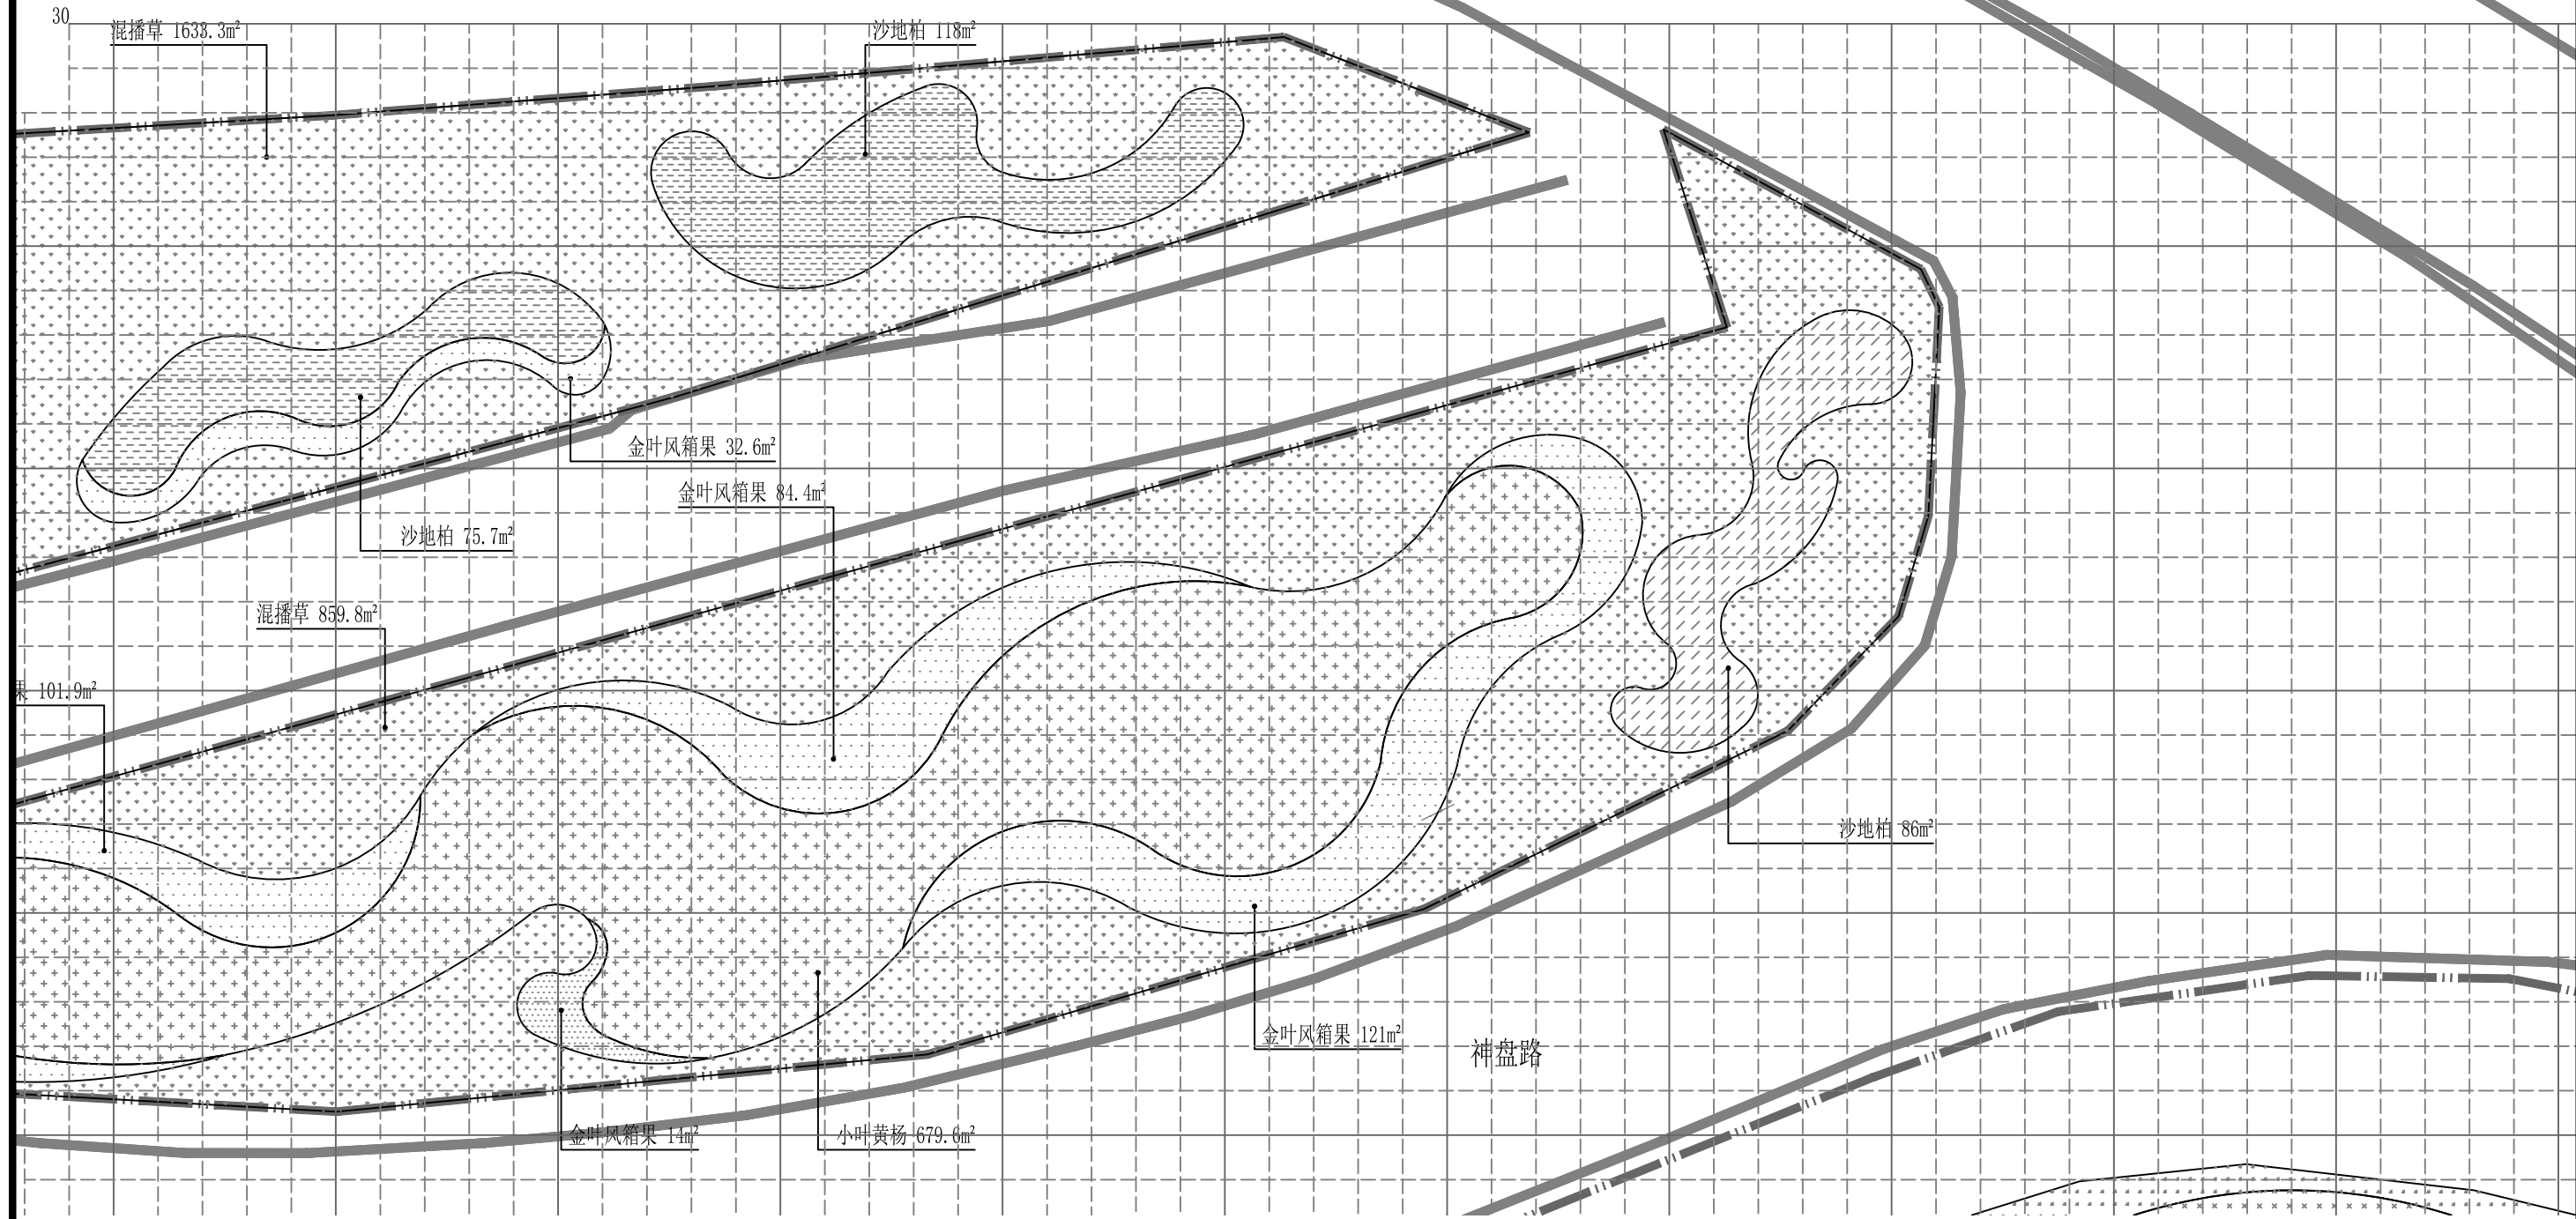 30
混播草 1633.3m²
沙地柏 118m²
金叶风箱果 32.6m²
金叶风箱果 84.4m²
沙地柏 75.7m²
混播草 859.8m²
果 101.9m²
沙地柏 86m²
金叶风箱果 121m²
神盘路
金叶风箱果 14m²
小叶黄杨 679.6m²